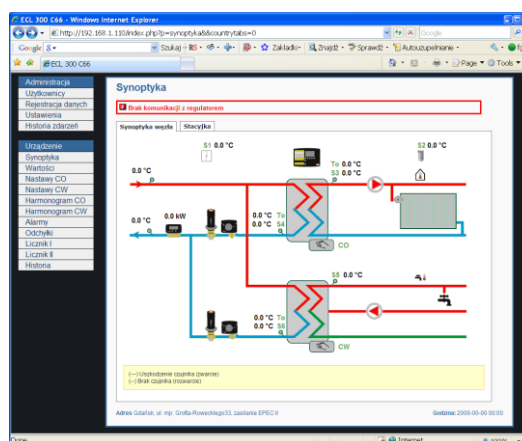 ECL 300 C66 - Windows Internet Explorer
http://192.168.1.110/index.php?p=synoptyka&&countrytabs=0
Google
Google
Szukaj
RS
Zakładki
Znajdź
Sprawdź
Autouzupełnianie
ECL 300 C66
Page
Tools
Administracja
Użytkownicy
Rejestracja danych
Ustawienia
Historia zdarzeń
Urządzenie
Synoptyka
Wartości
Nastawy CO
Nastawy CW
Harmonogram CO
Harmonogram CW
Alarmy
Odchyłki
Licznik I
Licznik II
Historia
Synoptyka
Brak komunikacji z regulatorem
Synoptyka węzła
Stacyjka
S1 0.0 °C
S2 0.0 °C
To 0.0 °C
S3 0.0 °C
0.0 °C
0.0 °C
0.0 kW
0.0 °C To
0.0 °C S4
CO
S5 0.0 °C
0.0 °C To
0.0 °C S6
CW
(---) Uszkodzenie czujnika (zwarcie)
(--) Brak czujnika (rozwarcie)
Adres Gdańsk, ul. mjr. Grotta-Roweckiego33, zasilanie EPEC II
Godzina: 2000-00-00 00:00
Done
Internet
100%